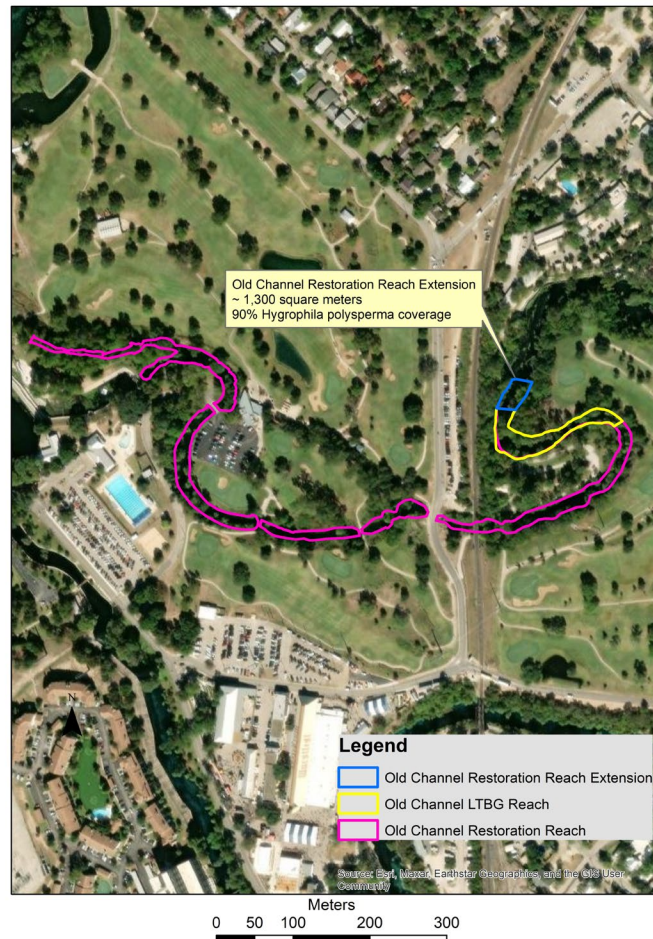 Old Channel Restoration Reach Extension
~ 1,300 square meters
90% Hygrophila polysperma coverage
N
Legend
Old Channel Restoration Reach Extension
Old Channel LTBG Reach
Old Channel Restoration Reach
Source: Esri, Maxar, Earthstar Geographics, and the GIS User
Community
Meters
0 50 100 200 300